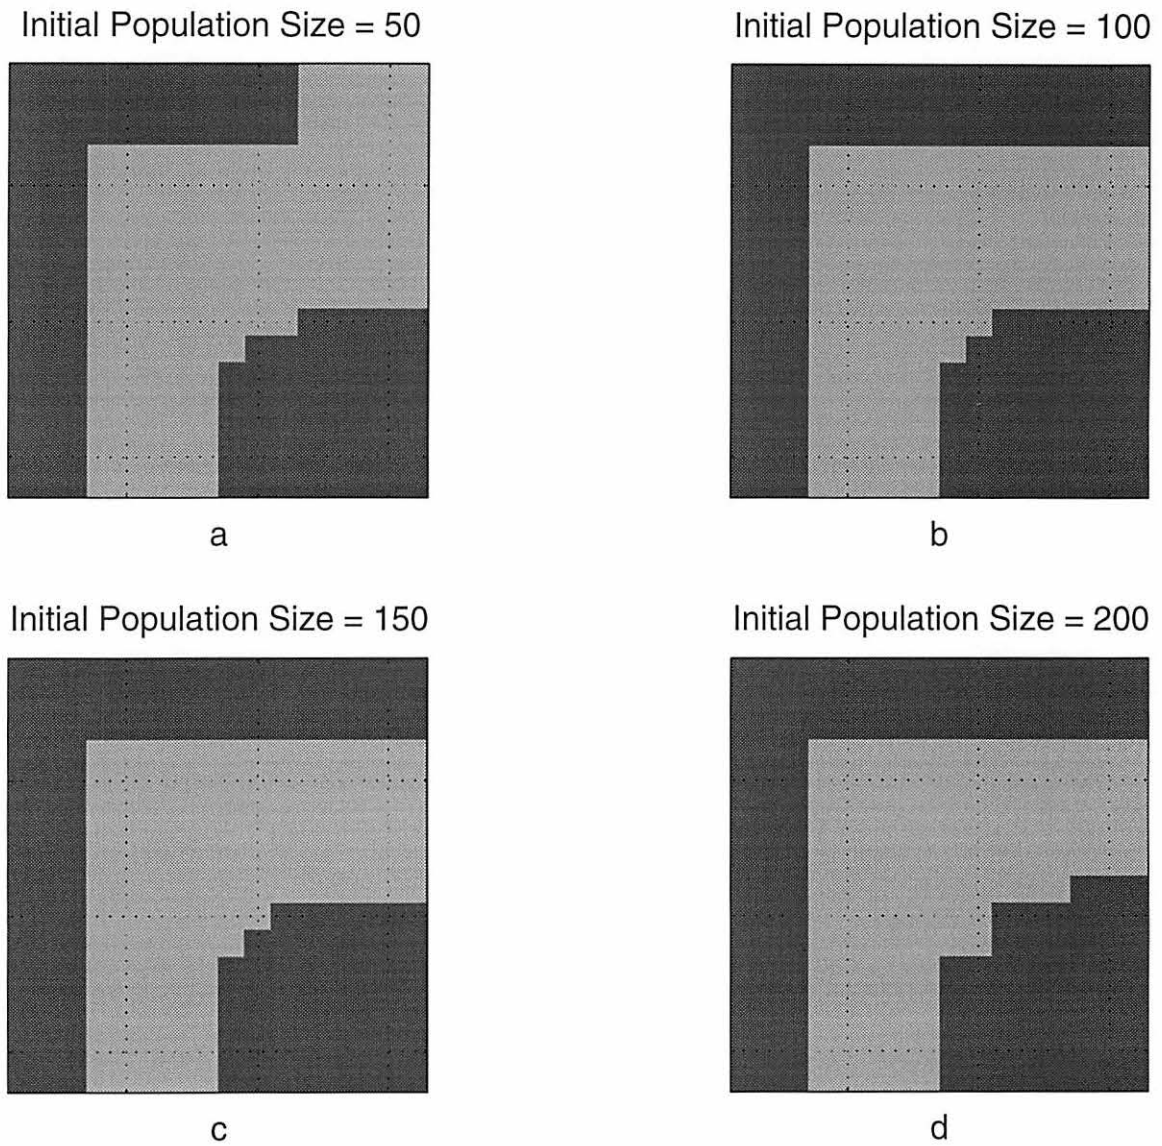 Initial Population Size = 50
Initial Population Size = 100
a
b
Initial Population Size = 150
Initial Population Size = 200
c
d